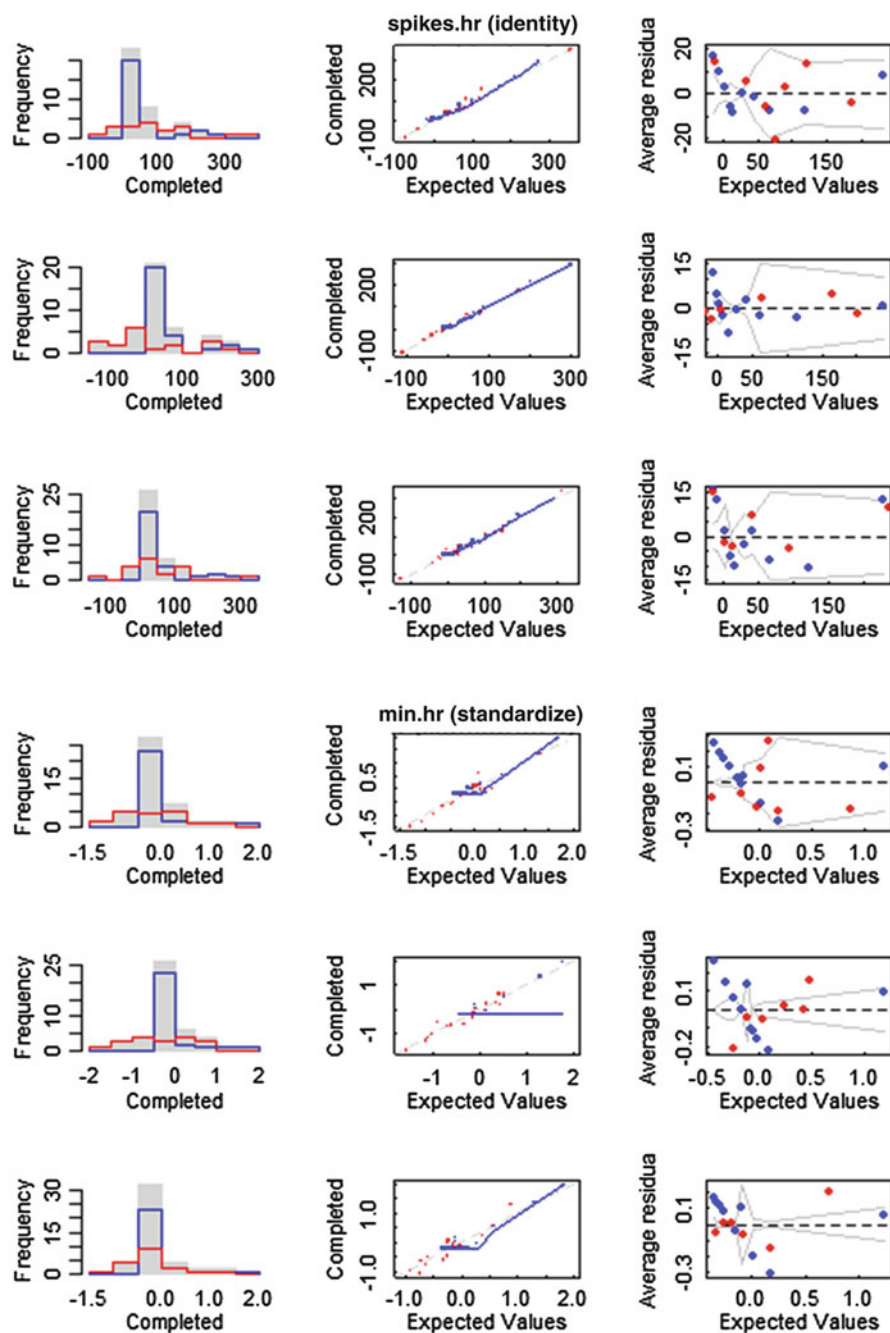 spikes.hr (identity)
Frequency
0 10
-100 100 300
Completed
Completed
-100 200
-100 100 300
Expected Values
Average residua
-20 0 20
0 50 150
Expected Values
Frequency
0 10 20
-100 100 300
Completed
Completed
-100 200
-100 100 300
Expected Values
Average residua
-15 0 15
0 50 150
Expected Values
Frequency
0 10 25
-100 100 300
Completed
Completed
-100 200
-100 100 300
Expected Values
Average residua
-15 0 15
0 50 150
Expected Values
min.hr (standardize)
Frequency
0 15
-1.5 0.0 1.0 2.0
Completed
Completed
-1.5 0.5
-1.5 0.0 1.0 2.0
Expected Values
Average residua
-0.3 0.1
0.0 0.5 1.0
Expected Values
Frequency
0 10 25
-2 -1 0 1 2
Completed
Completed
-1 1
-1 0 1 2
Expected Values
Average residua
-0.2 0.1
-0.5 0.0 0.5 1.0
Expected Values
Frequency
0 15 30
-1.5 0.0 1.0 2.0
Completed
Completed
-1.0 1.0
-1.0 0.0 1.0 2.0
Expected Values
Average residua
-0.3 0.1
0.0 0.5 1.0
Expected Values